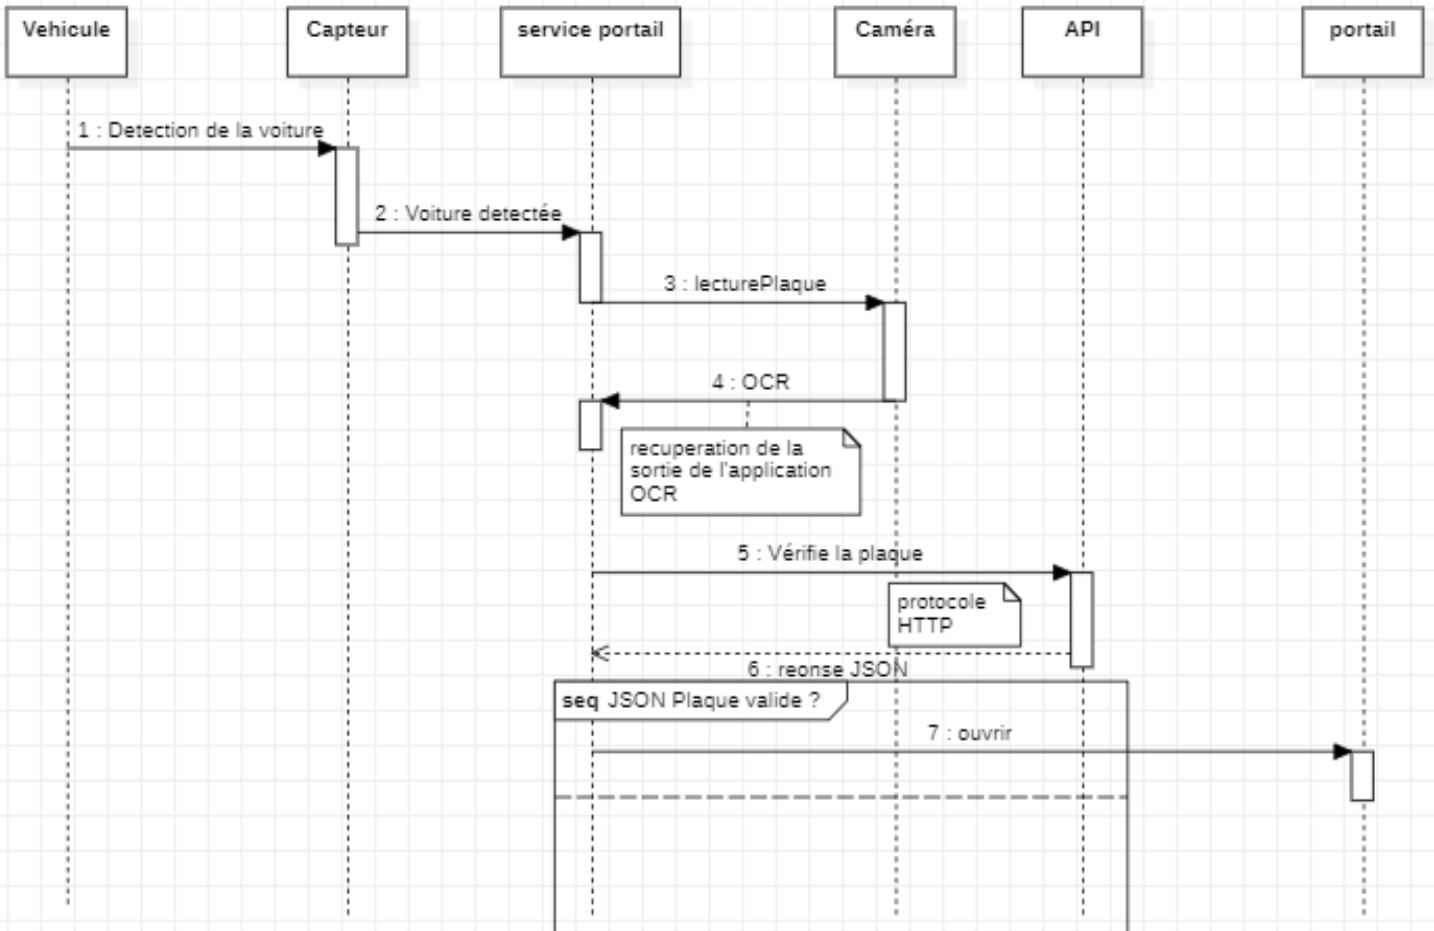 Vehicule
Capteur
service portail
Caméra
API
portail
1 : Detection de la voiture
2 : Voiture detectée
3 : lecturePlaque
4 : OCR
recuperation de la
sortie de l'application
OCR
5 : Vérifie la plaque
protocole
HTTP
6 : reonse JSON
seq JSON Plaque valide ?
7 : ouvrir